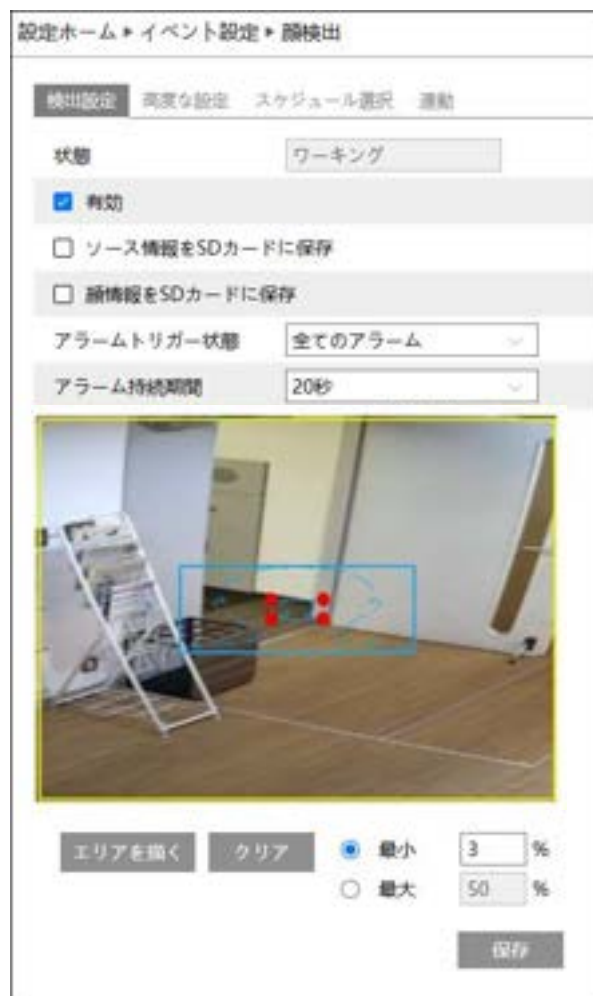 設定ホーム▸イベント設定▸顔検出
検出設定 高度な設定 スケジュール選択 連動
状態 ワーキング
有効
ソース情報をSDカードに保存
顔情報をSDカードに保存
アラームトリガー状態 全てのアラーム
アラーム持続期間 20秒
エリアを描く クリア 最小 3 %
最大 50 %
保存